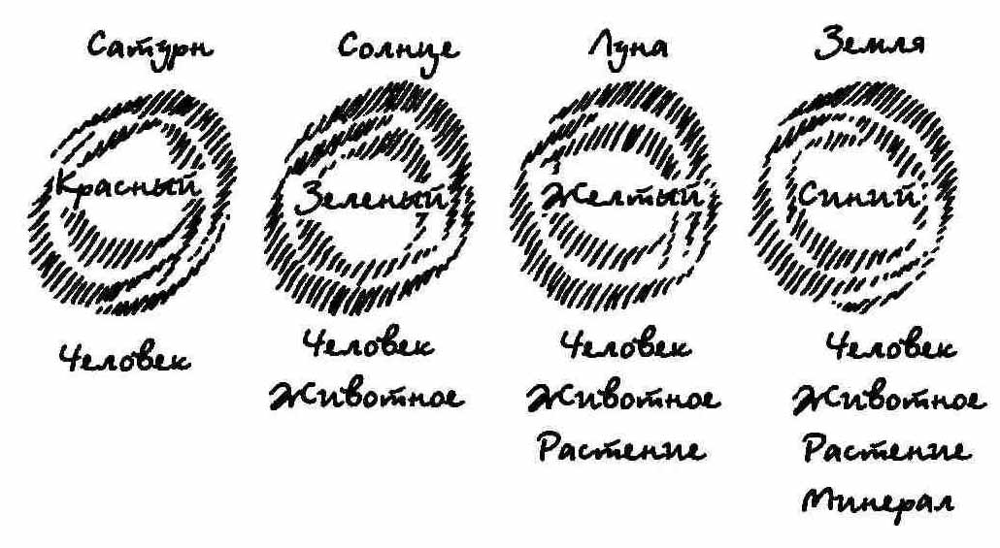 Сатурн Солнце Луна Земля
Красный Зеленый Желтый Синий
Человек Человек Человек Человек
Животное Животное Животное
Растение Растение
Минерал